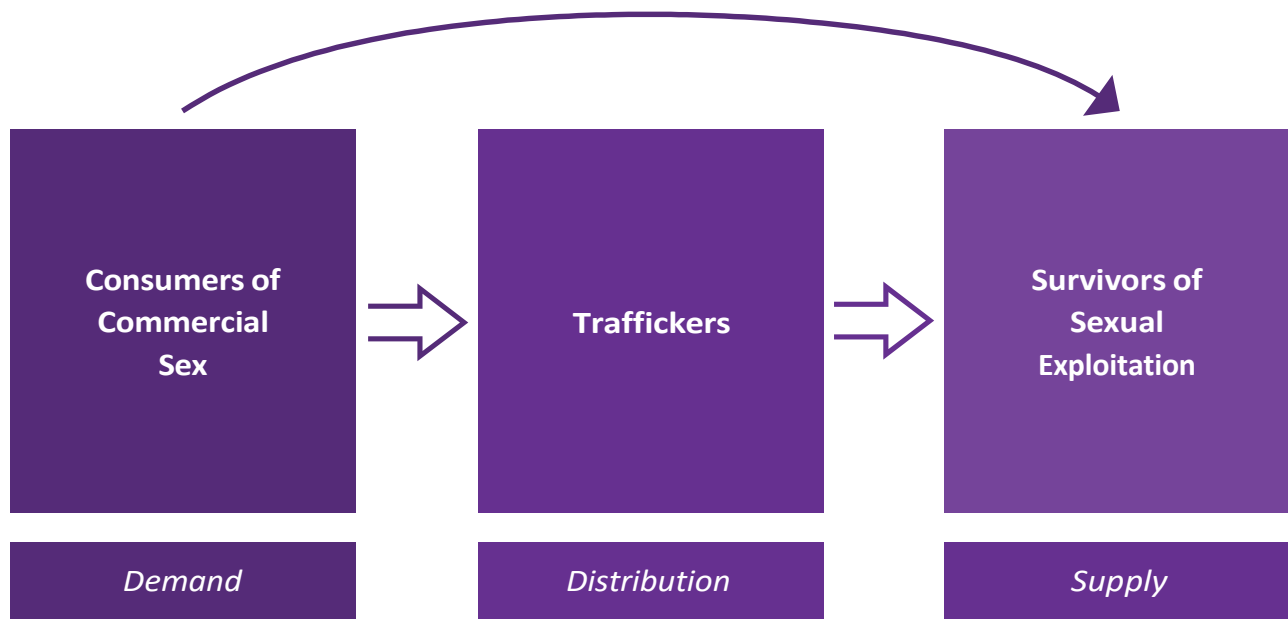 Consumers of
Commercial
Sex
Traffickers
Survivors of
Sexual
Exploitation
Demand
Distribution
Supply